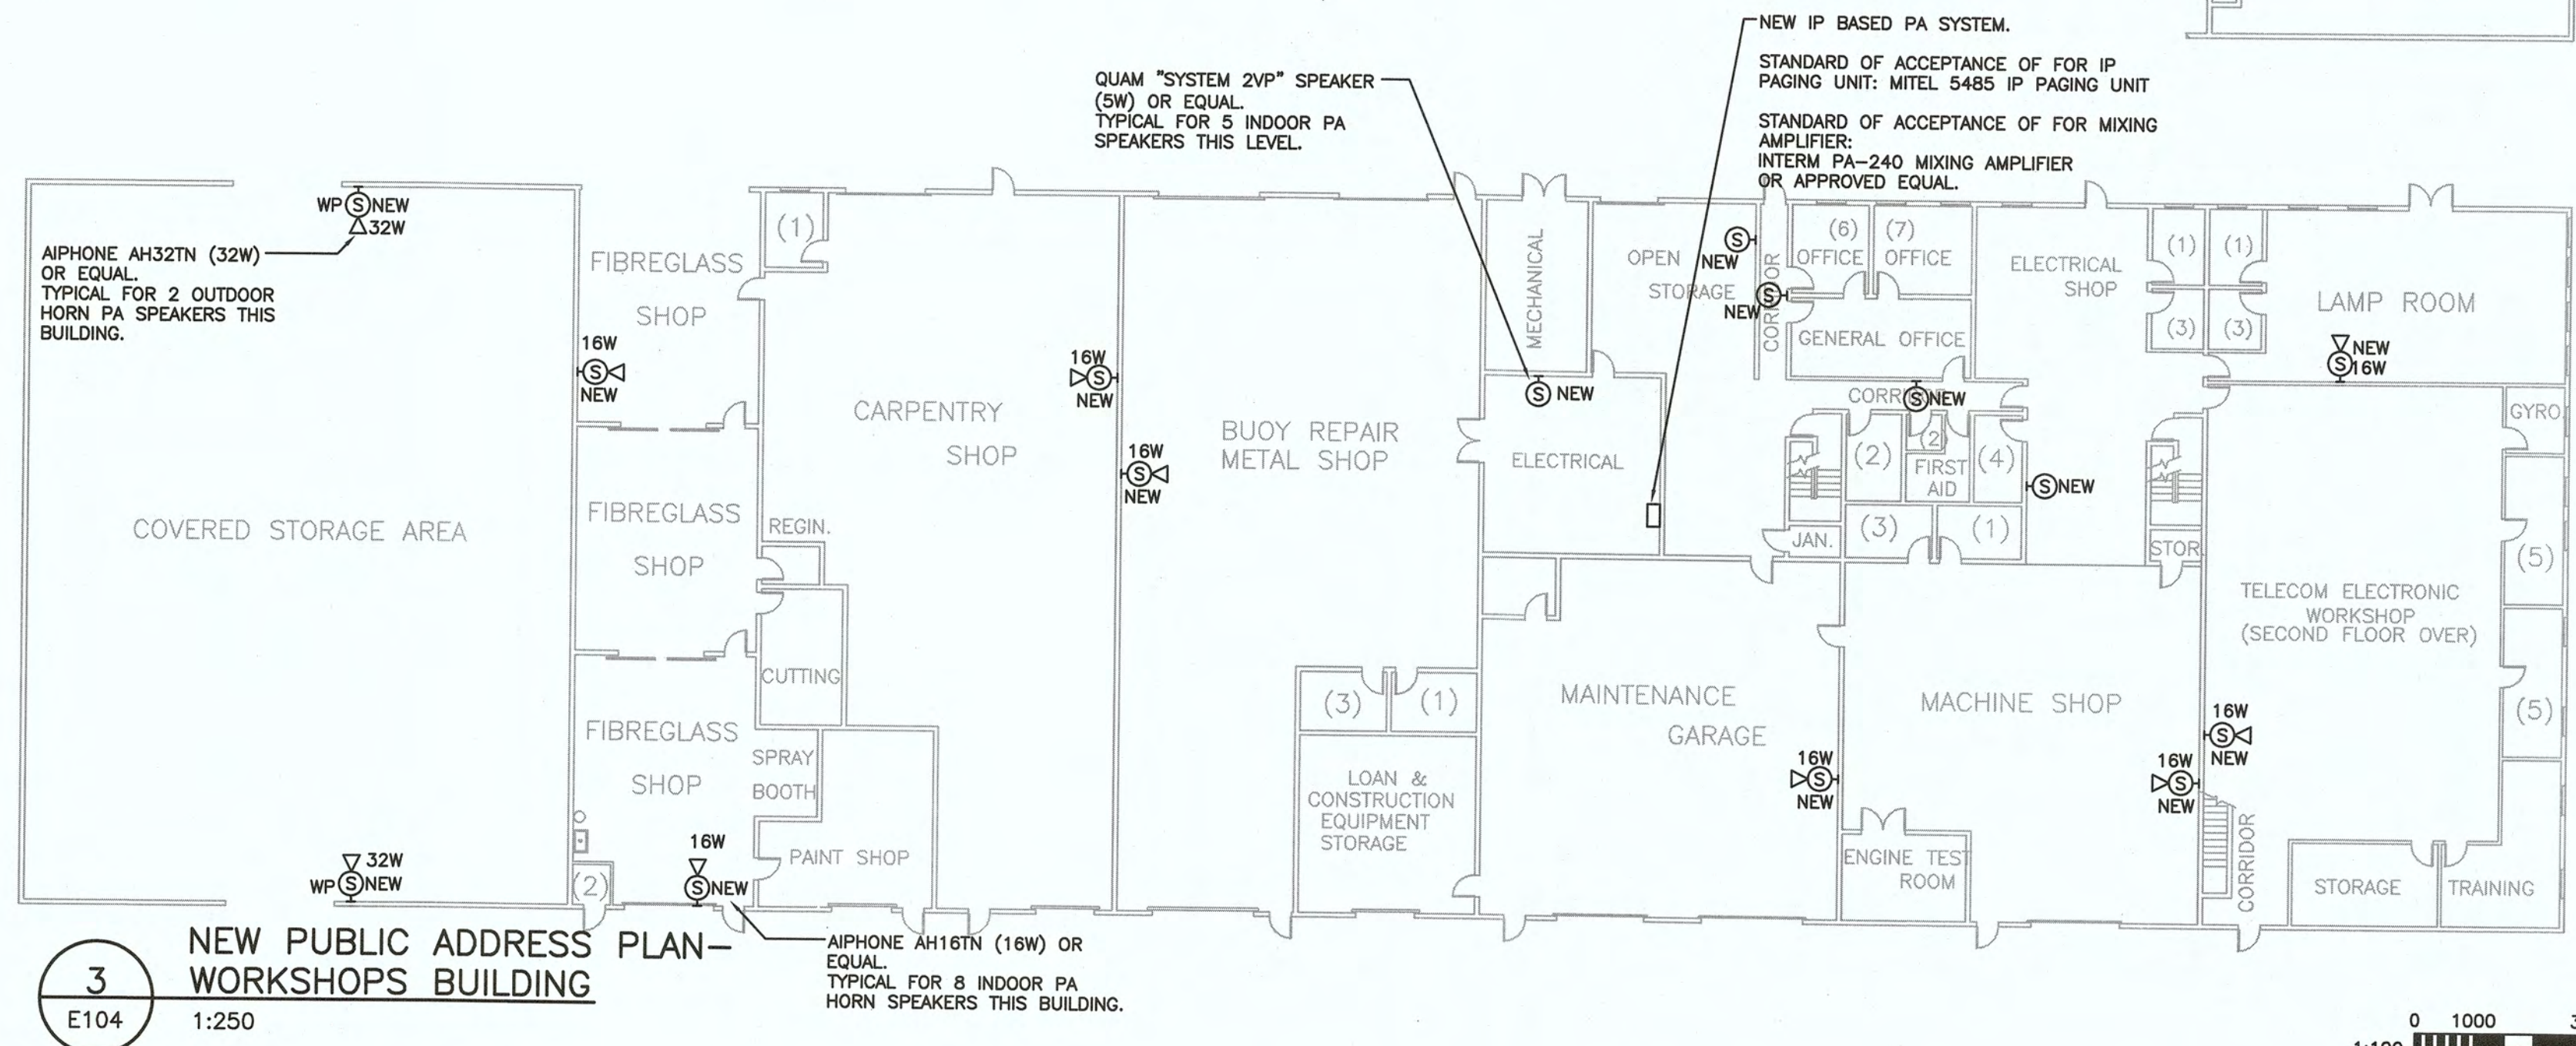 NEW IP BASED PA SYSTEM.
STANDARD OF ACCEPTANCE OF FOR IP
PAGING UNIT: MITEL 5485 IP PAGING UNIT
STANDARD OF ACCEPTANCE OF FOR MIXING
AMPLIFIER:
INTERM PA-240 MIXING AMPLIFIER
OR APPROVED EQUAL.
QUAM "SYSTEM 2VP" SPEAKER
(5W) OR EQUAL.
TYPICAL FOR 5 INDOOR PA
SPEAKERS THIS LEVEL.
WP S NEW
32W
AIPHONE AH32TN (32W)
OR EQUAL.
TYPICAL FOR 2 OUTDOOR
HORN PA SPEAKERS THIS
BUILDING.
COVERED STORAGE AREA
32W
WP S NEW
FIBREGLASS
SHOP
16W
S
NEW
FIBREGLASS
SHOP
FIBREGLASS
SHOP
(2)
16W
S NEW
(1)
CARPENTRY
SHOP
16W
S
NEW
REGIN.
CUTTING
SPRAY
BOOTH
PAINT SHOP
AIPHONE AH16TN (16W) OR
EQUAL.
TYPICAL FOR 8 INDOOR PA
HORN SPEAKERS THIS BUILDING.
16W
S
NEW
BUOY REPAIR
METAL SHOP
(3)
(1)
LOAN &
CONSTRUCTION
EQUIPMENT
STORAGE
MECHANICAL
S NEW
ELECTRICAL
OPEN
STORAGE
S
NEW
S
NEW
CORRIDOR
(6)
OFFICE
(7)
OFFICE
GENERAL OFFICE
CORRIDOR
S NEW
(2)
(2)
FIRST
AID
(4)
JAN.
(3)
(1)
ELECTRICAL
SHOP
S NEW
(1)
(1)
(3)
(3)
STOR.
LAMP ROOM
NEW
S 16W
GYRO
(5)
(5)
TELECOM ELECTRONIC
WORKSHOP
(SECOND FLOOR OVER)
MAINTENANCE
GARAGE
16W
S
NEW
MACHINE SHOP
16W
S
NEW
16W
S
NEW
ENGINE TEST
ROOM
CORRIDOR
STORAGE
TRAINING
3
E104
NEW PUBLIC ADDRESS PLAN-
WORKSHOPS BUILDING
1:250
0 1000